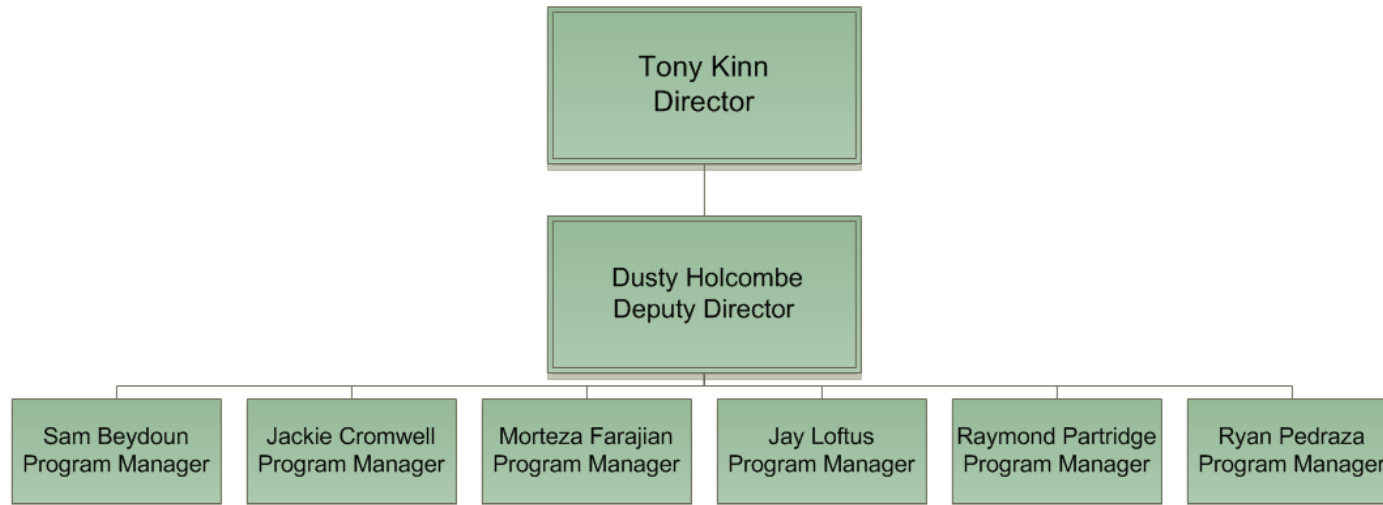 Tony Kinn
Director
Dusty Holcombe
Deputy Director
Sam Beydoun
Program Manager
Jackie Cromwell
Program Manager
Morteza Farajian
Program Manager
Jay Loftus
Program Manager
Raymond Partridge
Program Manager
Ryan Pedraza
Program Manager